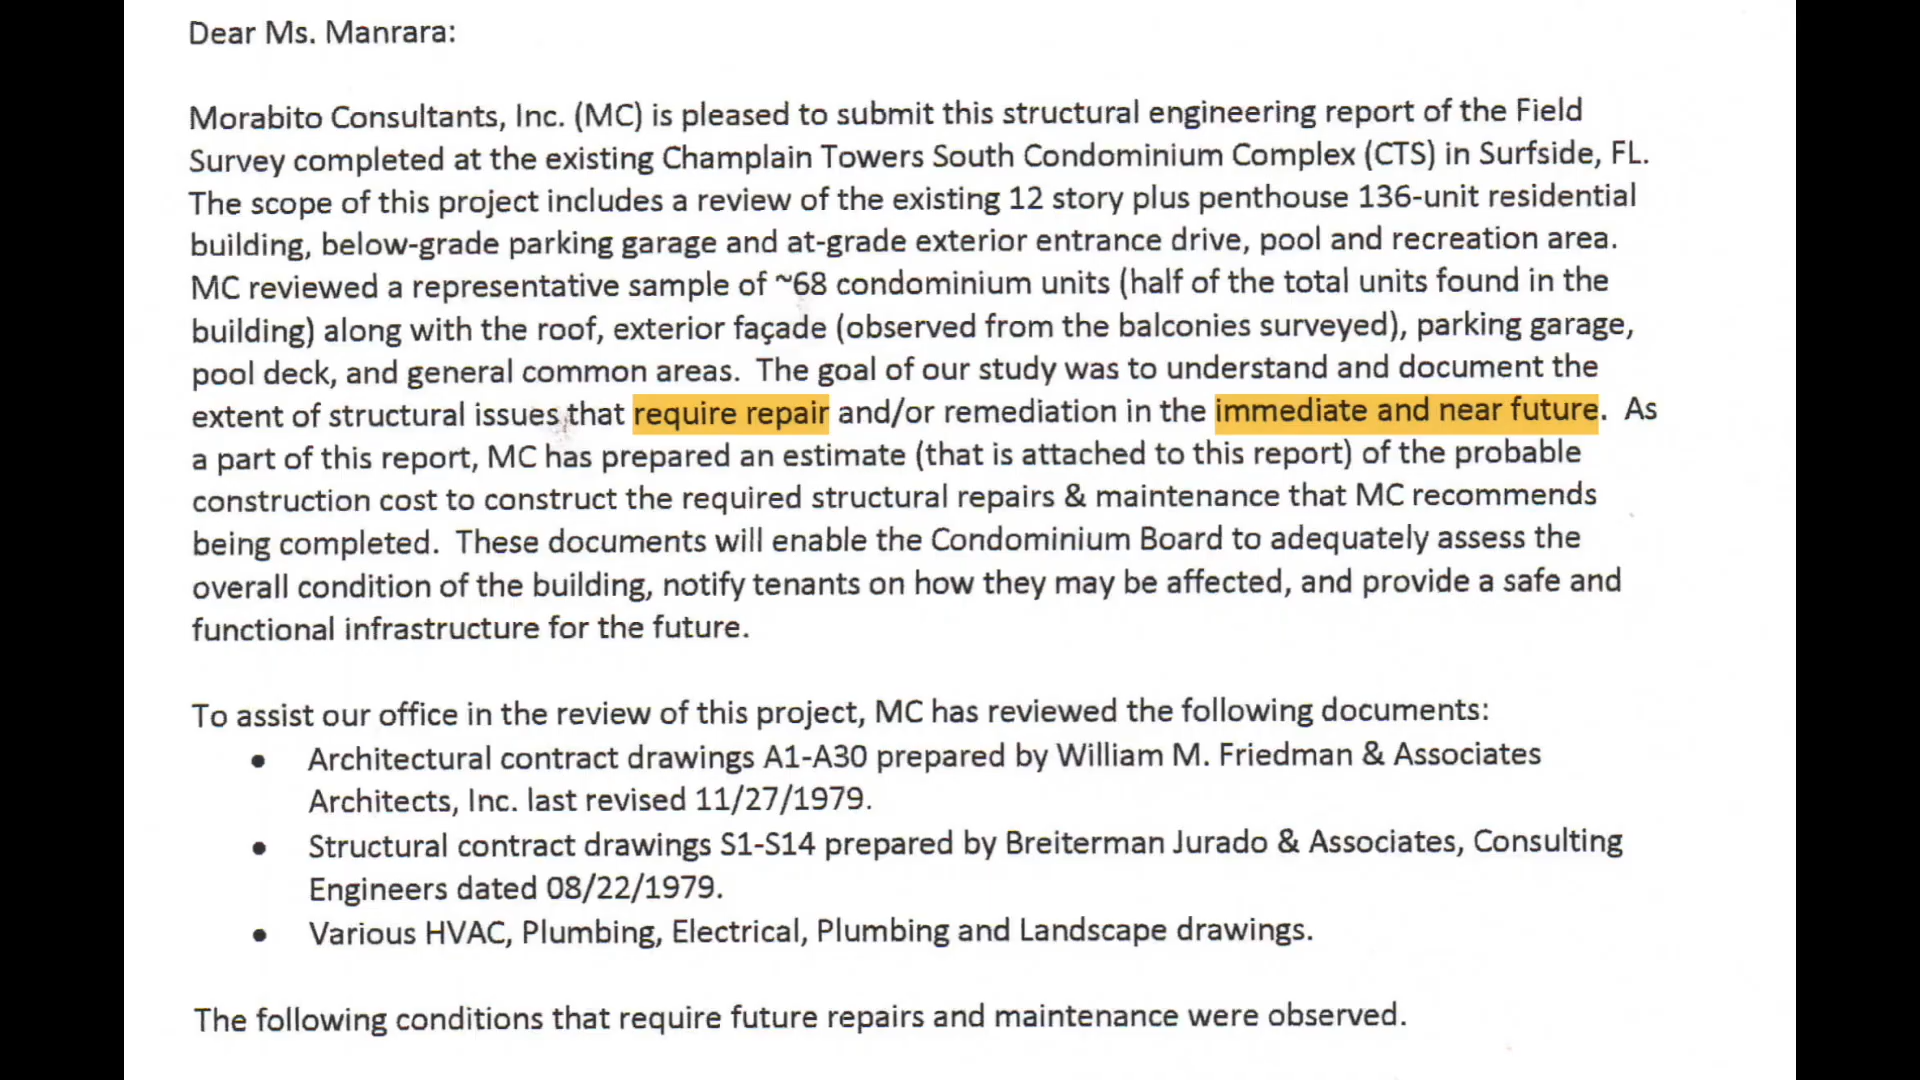 Dear Ms. Manrara:
Morabito Consultants, Inc. (MC) is pleased to submit this structural engineering report of the Field
Survey completed at the existing Champlain Towers South Condominium Complex (CTS) in Surfside, FL.
The scope of this project includes a review of the existing 12 story plus penthouse 136-unit residential
building, below-grade parking garage and at-grade exterior entrance drive, pool and recreation area.
MC reviewed a representative sample of ~68 condominium units (half of the total units found in the
building) along with the roof, exterior façade (observed from the balconies surveyed), parking garage,
pool deck, and general common areas. The goal of our study was to understand and document the
extent of structural issues that require repair and/or remediation in the immediate and near future. As
a part of this report, MC has prepared an estimate (that is attached to this report) of the probable
construction cost to construct the required structural repairs & maintenance that MC recommends
being completed. These documents will enable the Condominium Board to adequately assess the
overall condition of the building, notify tenants on how they may be affected, and provide a safe and
functional infrastructure for the future.
To assist our office in the review of this project, MC has reviewed the following documents:
• Architectural contract drawings A1-A30 prepared by William M. Friedman & Associates
Architects, Inc. last revised 11/27/1979.
• Structural contract drawings S1-S14 prepared by Breiterman Jurado & Associates, Consulting
Engineers dated 08/22/1979.
• Various HVAC, Plumbing, Electrical, Plumbing and Landscape drawings.
The following conditions that require future repairs and maintenance were observed.